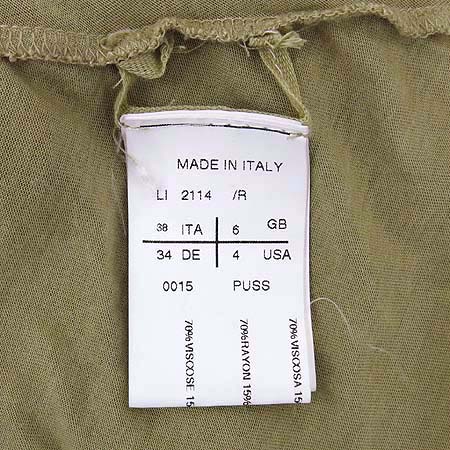 MADE IN ITALY
LI 2114 /R
38 ITA 6 GB
34 DE 4 USA
0015 PUSS
70%VISCOSE 15
70%RAYON 15%
70%VISCOSA 15